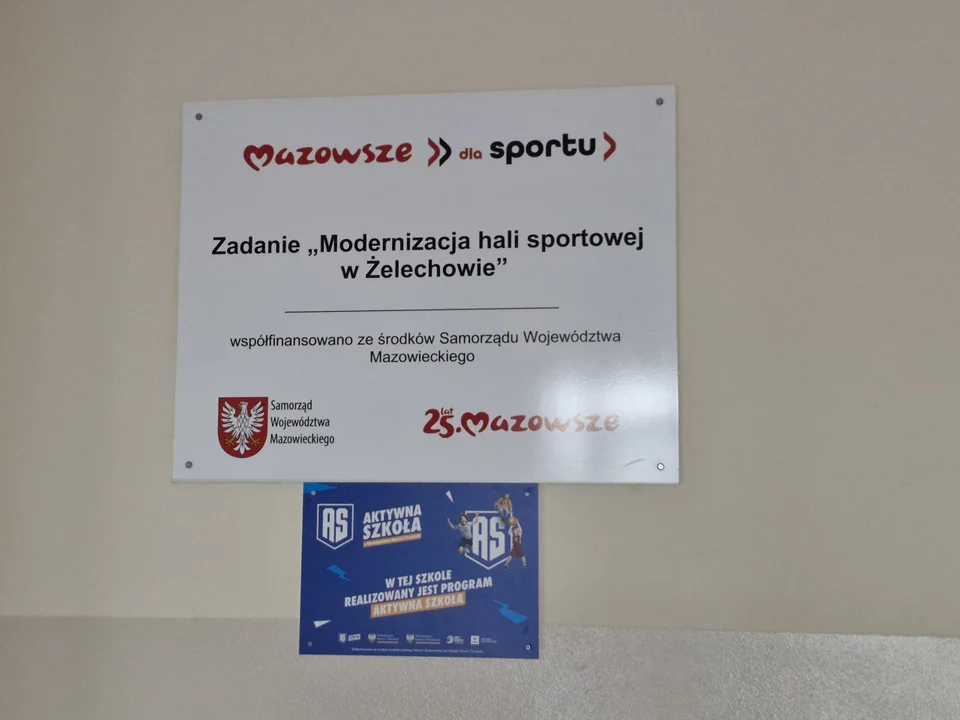 Mazowsze dla sportu
Zadanie „Modernizacja hali sportowej
w Żelechowie”
współfinansowano ze środków Samorządu Województwa
Mazowieckiego
Samorząd
Województwa
Mazowieckiego
25 lat Mazowsze
AS AKTYWNA
SZKOŁA
AS
W TEJ SZKOLE
REALIZOWANY JEST PROGRAM
AKTYWNA SZKOŁA